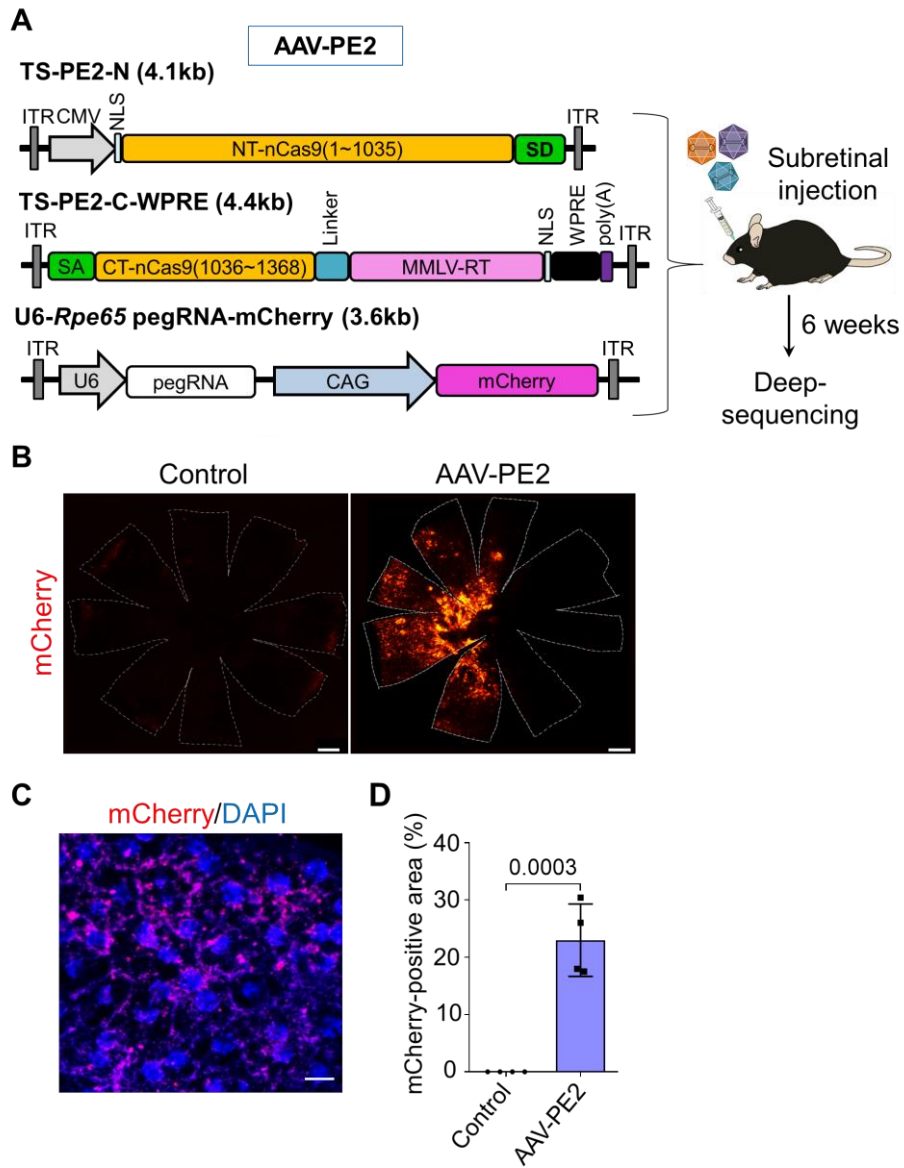 A
AAV-PE2
TS-PE2-N (4.1kb)
ITR
CMV
NLS
ITR
NT-nCas9(1~1035)
SD
TS-PE2-C-WPRE (4.4kb)
ITR
Linker
NLS
WPRE
poly(A)
ITR
SA
CT-nCas9(1036~1368)
MMLV-RT
U6-Rpe65 pegRNA-mCherry (3.6kb)
ITR
ITR
U6
pegRNA
CAG
mCherry
Subretinal
injection
6 weeks
Deep-
sequencing
B
Control
AAV-PE2
mCherry
C
mCherry/DAPI
D
mCherry-positive area (%)
40
30
20
10
0
0.0003
Control
AAV-PE2